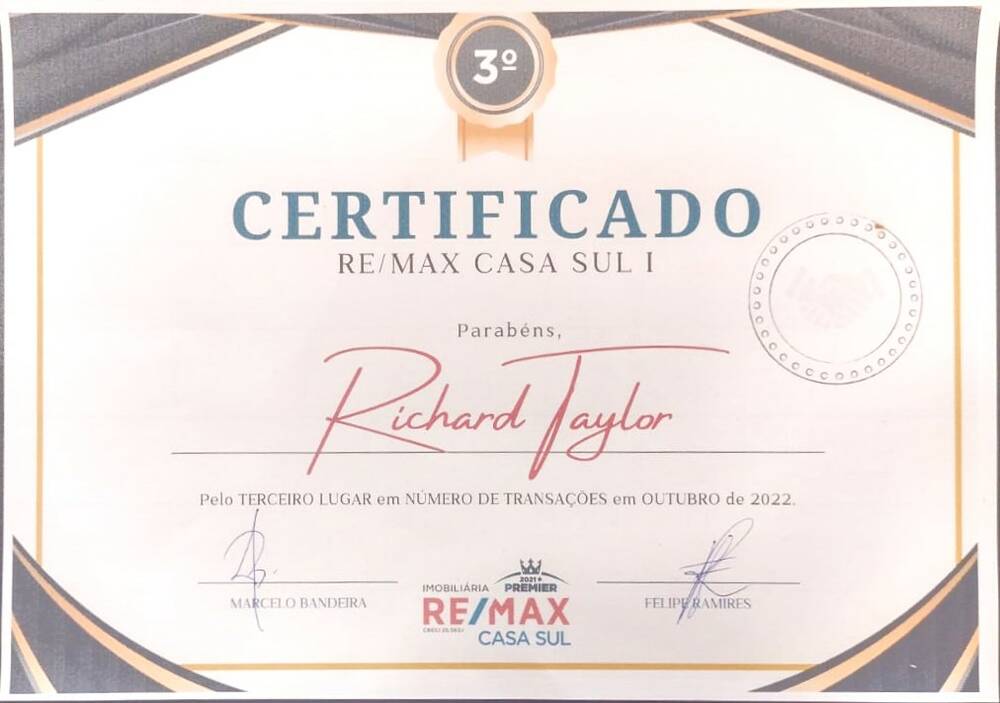 3º
CERTIFICADO
RE/MAX CASA SUL I
Parabéns,
Richard Taylor
Pelo TERCEIRO LUGAR em NÚMERO DE TRANSAÇÕES em OUTUBRO de 2022.
MARCELO BANDEIRA
FELIPE RAMIRES
2021+
IMOBILIÁRIA PREMIER
RE/MAX
CASA SUL